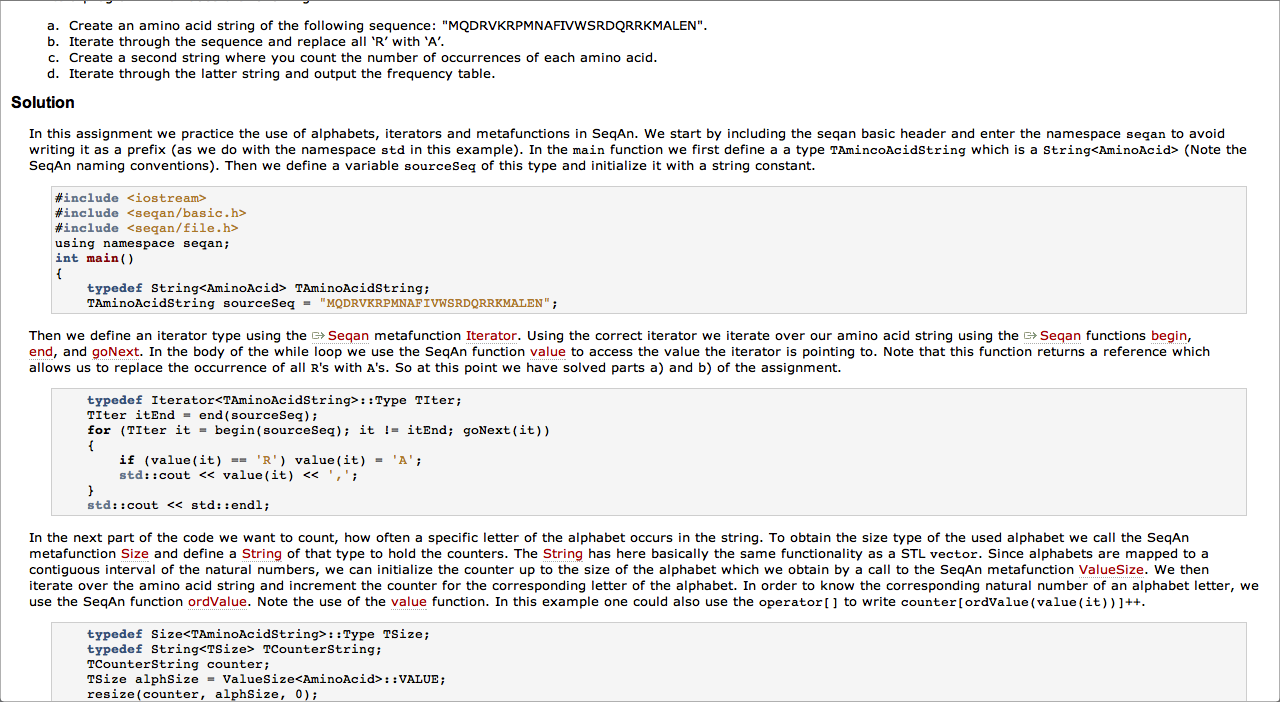 a. Create an amino acid string of the following sequence: "MQDRVKRPMNAFIVWSRDQRRKMALEN".
b. Iterate through the sequence and replace all ‘R’ with ‘A’.
c. Create a second string where you count the number of occurrences of each amino acid.
d. Iterate through the latter string and output the frequency table.
Solution
In this assignment we practice the use of alphabets, iterators and metafunctions in SeqAn. We start by including the seqan basic header and enter the namespace seqan to avoid
writing it as a prefix (as we do with the namespace std in this example). In the main function we first define a a type TAmincoAcidString which is a String<AminoAcid> (Note the
SeqAn naming conventions). Then we define a variable sourceSeq of this type and initialize it with a string constant.
#include <iostream>
#include <seqan/basic.h>
#include <seqan/file.h>
using namespace seqan;
int main()
{
typedef String<AminoAcid> TAminoAcidString;
TAminoAcidString sourceSeq = "MQDRVKRPMNAFIVWSRDQRRKMALEN";
Then we define an iterator type using the Seqan metafunction Iterator. Using the correct iterator we iterate over our amino acid string using the Seqan functions begin,
end, and goNext. In the body of the while loop we use the SeqAn function value to access the value the iterator is pointing to. Note that this function returns a reference which
allows us to replace the occurrence of all R's with A's. So at this point we have solved parts a) and b) of the assignment.
typedef Iterator<TAminoAcidString>::Type TIter;
TIter itEnd = end(sourceSeq);
for (TIter it = begin(sourceSeq); it != itEnd; goNext(it))
{
if (value(it) == 'R') value(it) = 'A';
std::cout << value(it) << ',';
}
std::cout << std::endl;
In the next part of the code we want to count, how often a specific letter of the alphabet occurs in the string. To obtain the size type of the used alphabet we call the SeqAn
metafunction Size and define a String of that type to hold the counters. The String has here basically the same functionality as a STL vector. Since alphabets are mapped to a
contiguous interval of the natural numbers, we can initialize the counter up to the size of the alphabet which we obtain by a call to the SeqAn metafunction ValueSize. We then
iterate over the amino acid string and increment the counter for the corresponding letter of the alphabet. In order to know the corresponding natural number of an alphabet letter, we
use the SeqAn function ordValue. Note the use of the value function. In this example one could also use the operator[] to write counter[ordValue(value(it))]++.
typedef Size<TAminoAcidString>::Type TSize;
typedef String<TSize> TCounterString;
TCounterString counter;
TSize alphSize = ValueSize<AminoAcid>::VALUE;
resize(counter, alphSize, 0);